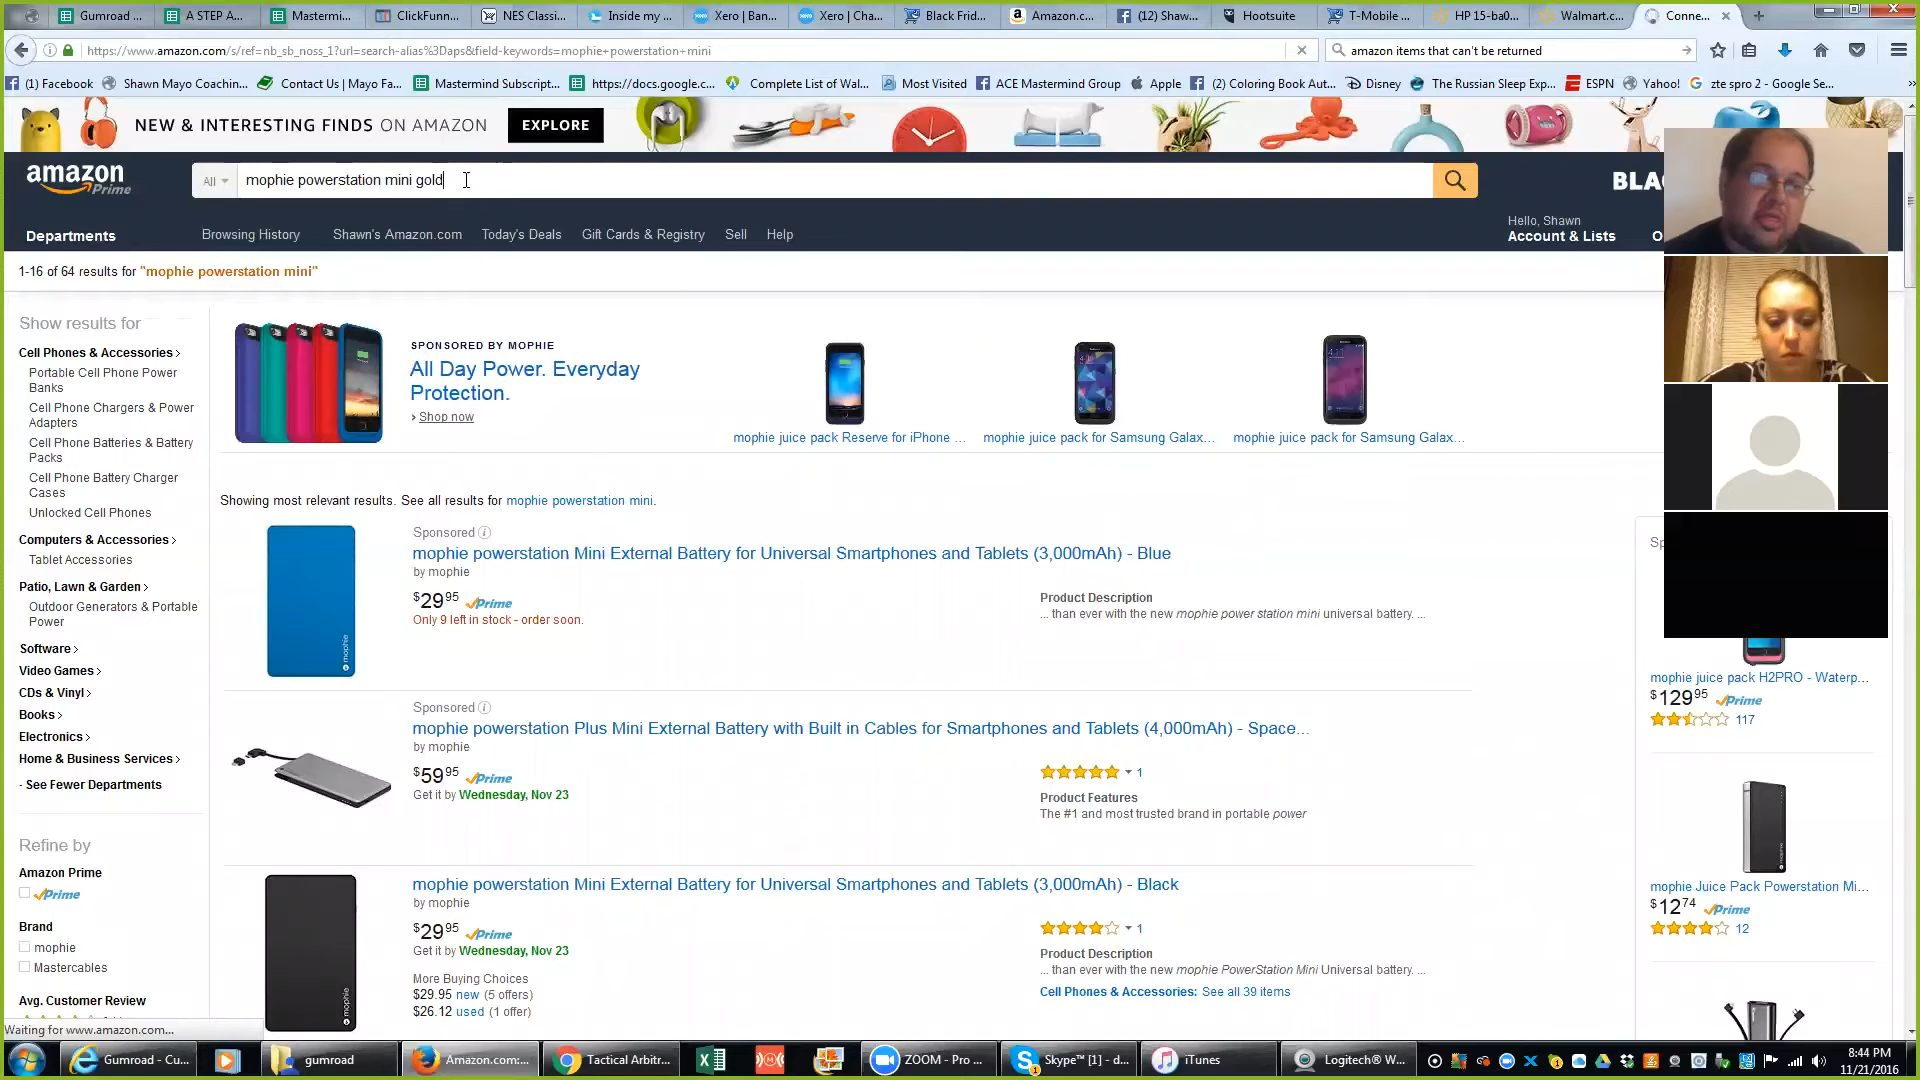 Gumroad ...
A STEP A...
Mastermi...
ClickFunn...
NES Classi...
Inside my ...
Xero | Ban...
Xero | Cha...
Black Frid...
Amazon.c...
(12) Shaw...
Hootsuite
T-Mobile ...
HP 15-ba0...
Walmart.c...
Conne...
https://www.amazon.com/s/ref=nb_sb_noss_1?url=search-alias%3Daps&field-keywords=mophie+powerstation+mini
amazon items that can't be returned
(1) Facebook
Shawn Mayo Coachin...
Contact Us | Mayo Fa...
Mastermind Subscript...
https://docs.google.c...
Complete List of Wal...
Most Visited
ACE Mastermind Group
Apple
(2) Coloring Book Aut...
Disney
The Russian Sleep Exp...
ESPN
Yahoo!
zte spro 2 - Google Se...
NEW & INTERESTING FINDS ON AMAZON
EXPLORE
amazon
Prime
All
mophie powerstation mini gold
BLA
Departments
Browsing History
Shawn's Amazon.com
Today's Deals
Gift Cards & Registry
Sell
Help
Hello, Shawn
Account & Lists
O
1-16 of 64 results for "mophie powerstation mini"
Show results for
Cell Phones & Accessories
Portable Cell Phone Power
Banks
Cell Phone Chargers & Power
Adapters
Cell Phone Batteries & Battery
Packs
Cell Phone Battery Charger
Cases
Unlocked Cell Phones
Computers & Accessories
Tablet Accessories
Patio, Lawn & Garden
Outdoor Generators & Portable
Power
Software
Video Games
CDs & Vinyl
Books
Electronics
Home & Business Services
- See Fewer Departments
Refine by
Amazon Prime
Prime
Brand
mophie
Mastercables
Avg. Customer Review
SPONSORED BY MOPHIE
All Day Power. Everyday
Protection.
› Shop now
mophie juice pack Reserve for iPhone ...
mophie juice pack for Samsung Galax...
mophie juice pack for Samsung Galax...
Showing most relevant results. See all results for mophie powerstation mini.
Sponsored
mophie powerstation Mini External Battery for Universal Smartphones and Tablets (3,000mAh) - Blue
by mophie
$29 95 Prime
Only 9 left in stock - order soon.
Product Description
... than ever with the new mophie power station mini universal battery. ...
mophie
Sponsored
mophie powerstation Plus Mini External Battery with Built in Cables for Smartphones and Tablets (4,000mAh) - Space...
by mophie
$59 95 Prime
Get it by Wednesday, Nov 23
1
Product Features
The #1 and most trusted brand in portable power
mophie powerstation Mini External Battery for Universal Smartphones and Tablets (3,000mAh) - Black
by mophie
$29 95 Prime
Get it by Wednesday, Nov 23
More Buying Choices
$29.95 new (5 offers)
$26.12 used (1 offer)
1
Product Description
... than ever with the new mophie PowerStation Mini Universal battery. ...
Cell Phones & Accessories: See all 39 items
mophie
Sp
mophie juice pack H2PRO - Waterp...
$129 95 Prime
117
mophie Juice Pack Powerstation Mi...
$12 74 Prime
12
Waiting for www.amazon.com...
Gumroad - Cu...
gumroad
Amazon.com:...
Tactical Arbitr...
ZOOM - Pro ...
Skype™ [1] - d...
iTunes
Logitech® W...
8:44 PM
11/21/2016